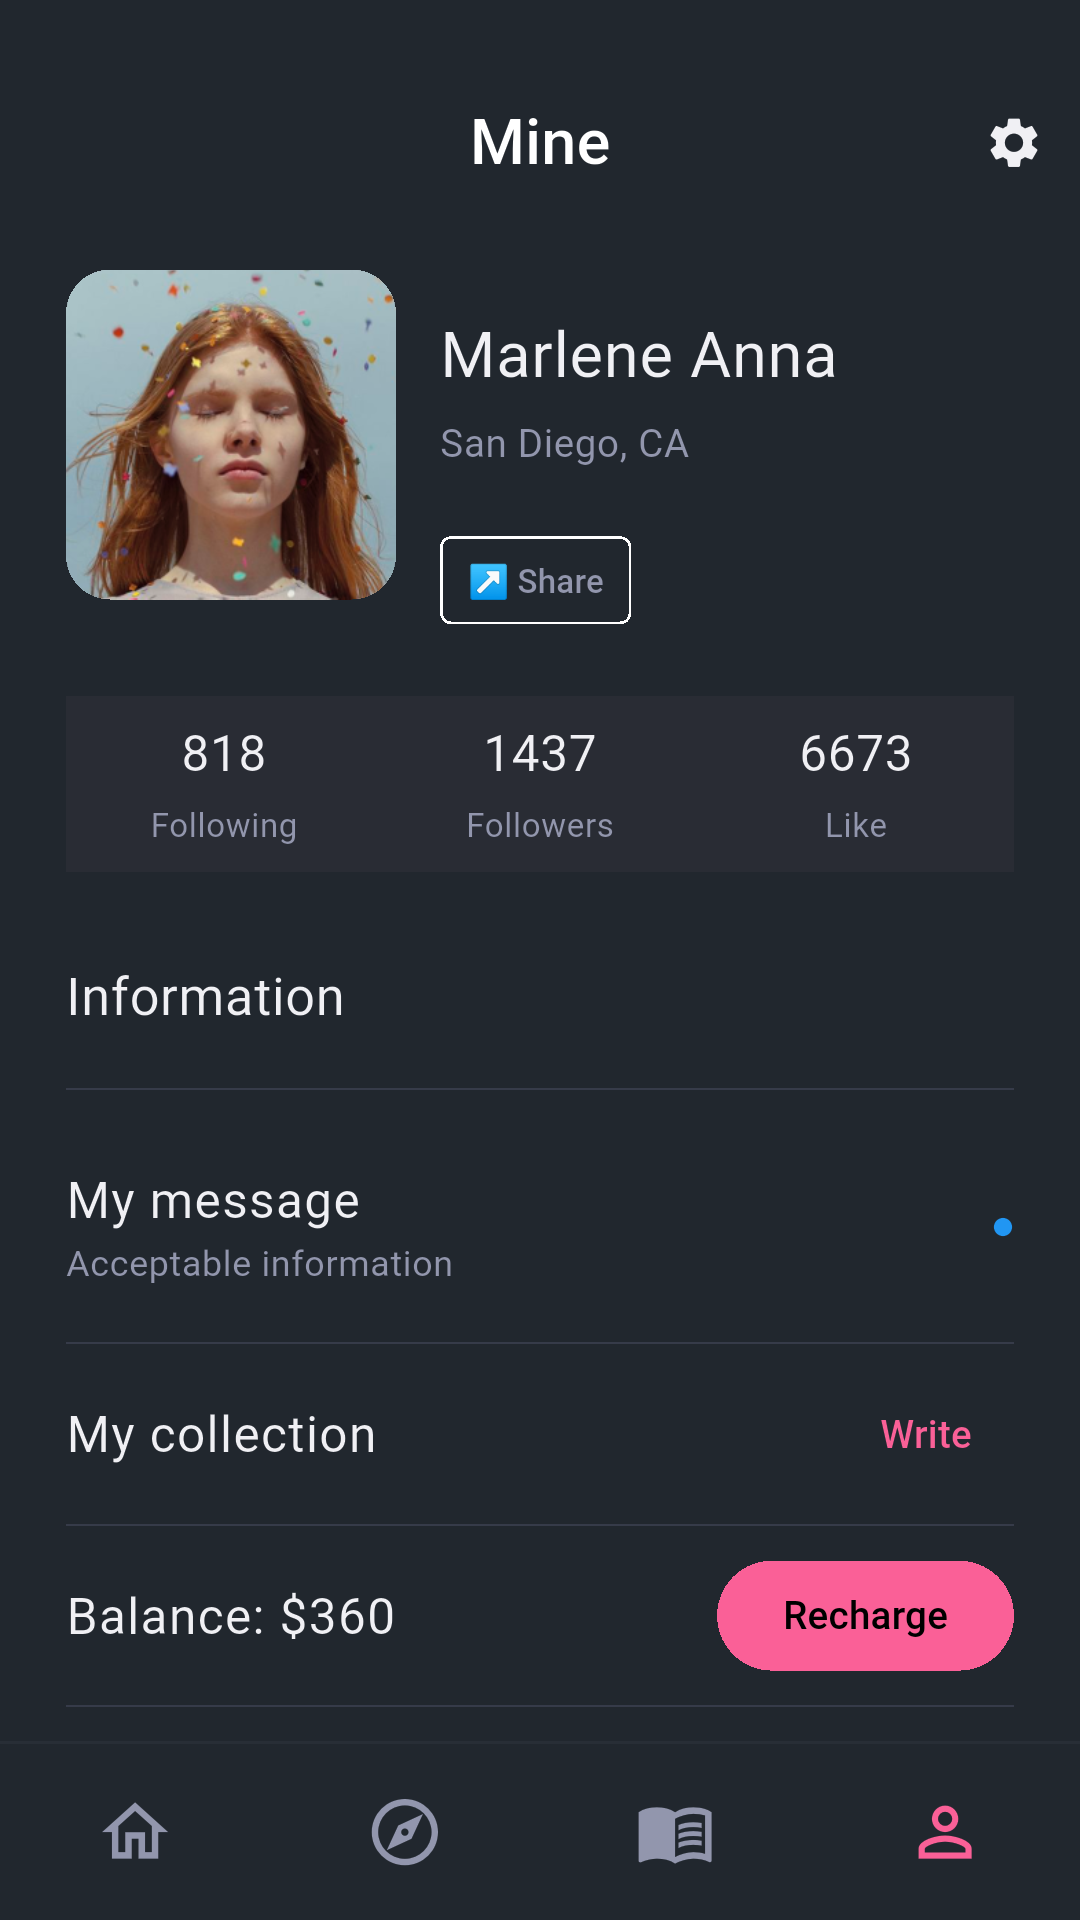 Mine
Marlene Anna
San Diego, CA
↗️ Share
818
1437
6673
Following
Followers
Like
Information
My message
Acceptable information
My collection
Write
Balance: $360
Recharge